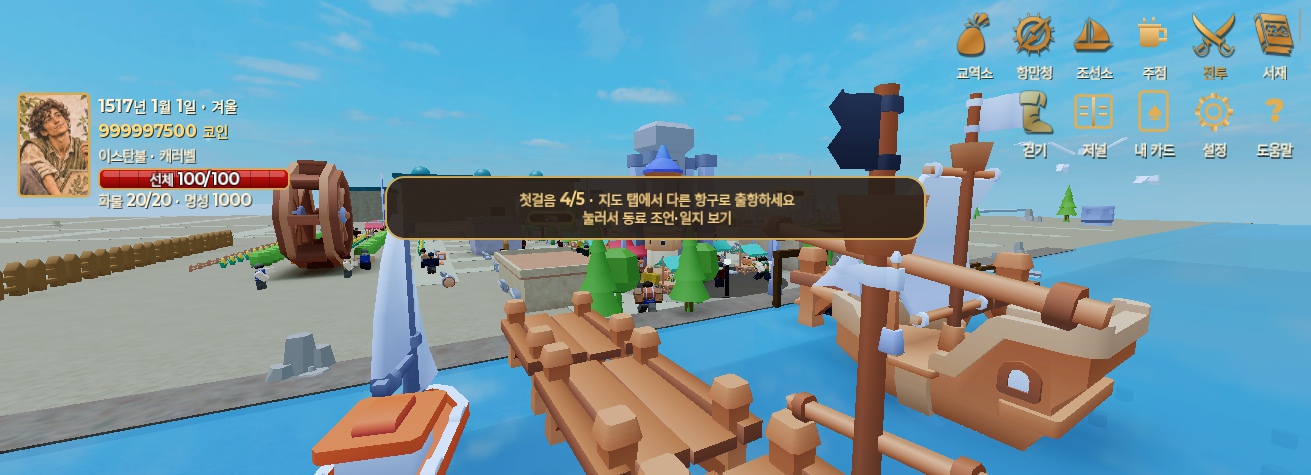 교역소 항만청 조선소 주점 전투 서재
걷기 저널 내 카드 설정 도움말
1517년 1월 1일 · 겨울
999997500 코인
이스탄불 · 캐러벨
선체 100/100
화물 20/20 · 명성 1000
첫걸음 4/5 · 지도 탭에서 다른 항구로 출항하세요
눌러서 동료 조언·일지 보기